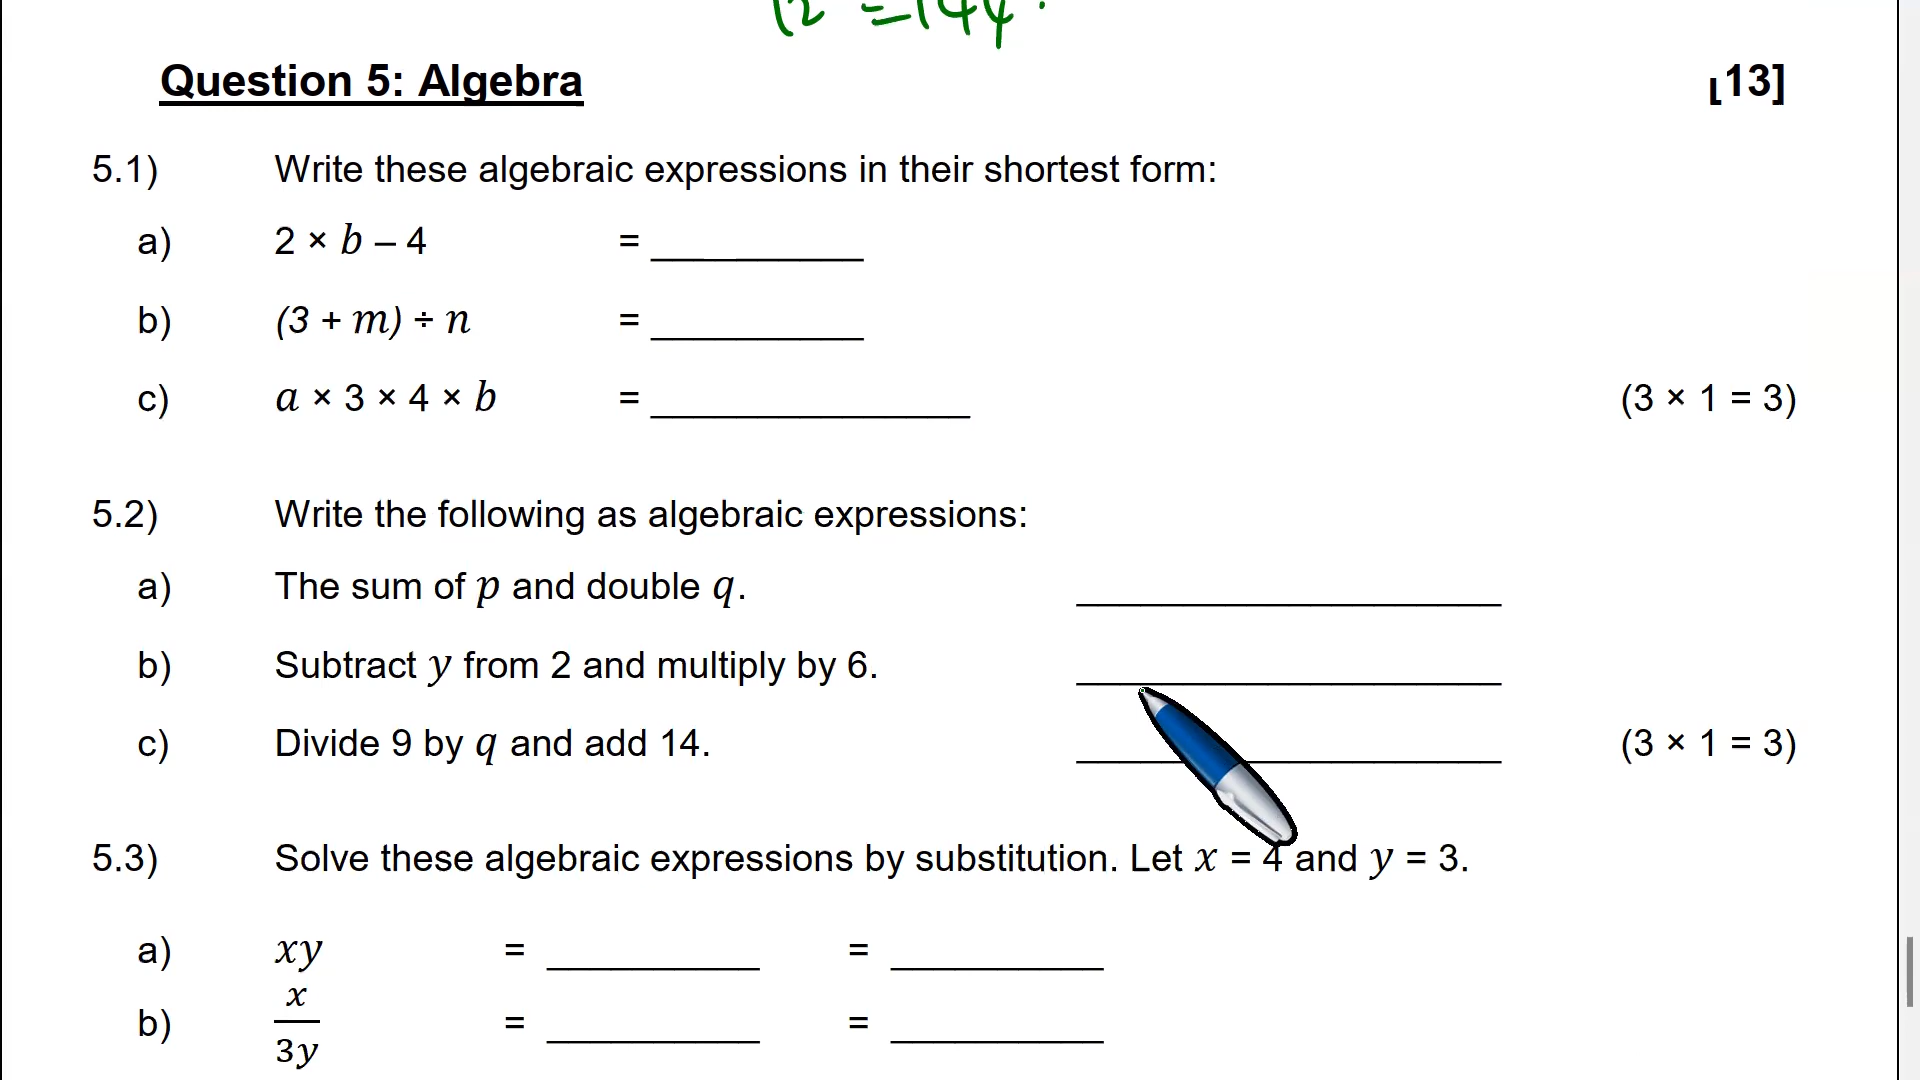 12 = 144
Question 5: Algebra [13]
5.1) Write these algebraic expressions in their shortest form:
a) 2 × b – 4 = __________
b) (3 + m) ÷ n = __________
c) a × 3 × 4 × b = _______________ (3 × 1 = 3)
5.2) Write the following as algebraic expressions:
a) The sum of p and double q. ____________________
b) Subtract y from 2 and multiply by 6. ____________________
c) Divide 9 by q and add 14. ____________________ (3 × 1 = 3)
5.3) Solve these algebraic expressions by substitution. Let x = 4 and y = 3.
a) xy = __________ = __________
b) x/3y = __________ = __________